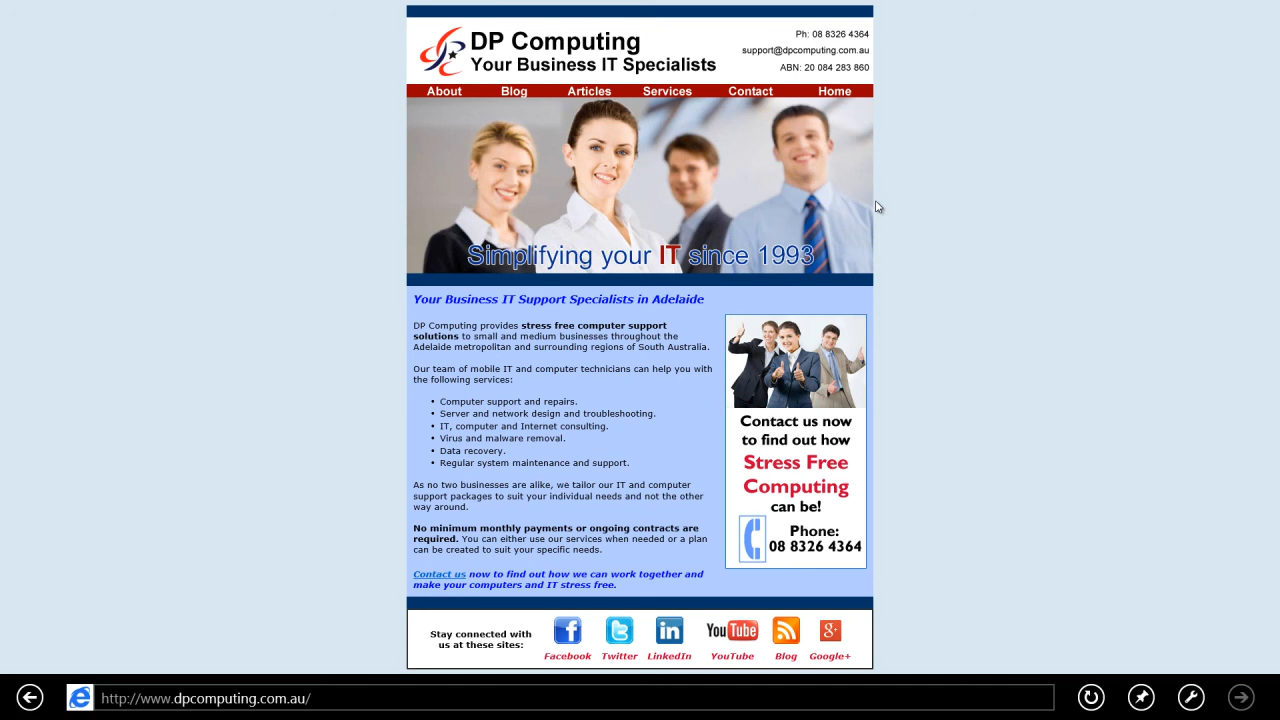 DP Computing
Your Business IT Specialists
Ph: 08 8326 4364
support@dpcomputing.com.au
ABN: 20 084 283 860
About Blog Articles Services Contact Home
Simplifying your IT since 1993
Your Business IT Support Specialists in Adelaide
DP Computing provides stress free computer support
solutions to small and medium businesses throughout the
Adelaide metropolitan and surrounding regions of South Australia.
Our team of mobile IT and computer technicians can help you with
the following services:
• Computer support and repairs.
• Server and network design and troubleshooting.
• IT, computer and Internet consulting.
• Virus and malware removal.
• Data recovery.
• Regular system maintenance and support.
As no two businesses are alike, we tailor our IT and computer
support packages to suit your individual needs and not the other
way around.
No minimum monthly payments or ongoing contracts are
required. You can either use our services when needed or a plan
can be created to suit your specific needs.
Contact us now to find out how we can work together and
make your computers and IT stress free.
Contact us now
to find out how
Stress Free
Computing
can be!
Phone:
08 8326 4364
Stay connected with
us at these sites:
f
t
in
YouTube
g+
Facebook Twitter LinkedIn YouTube Blog Google+
http://www.dpcomputing.com.au/